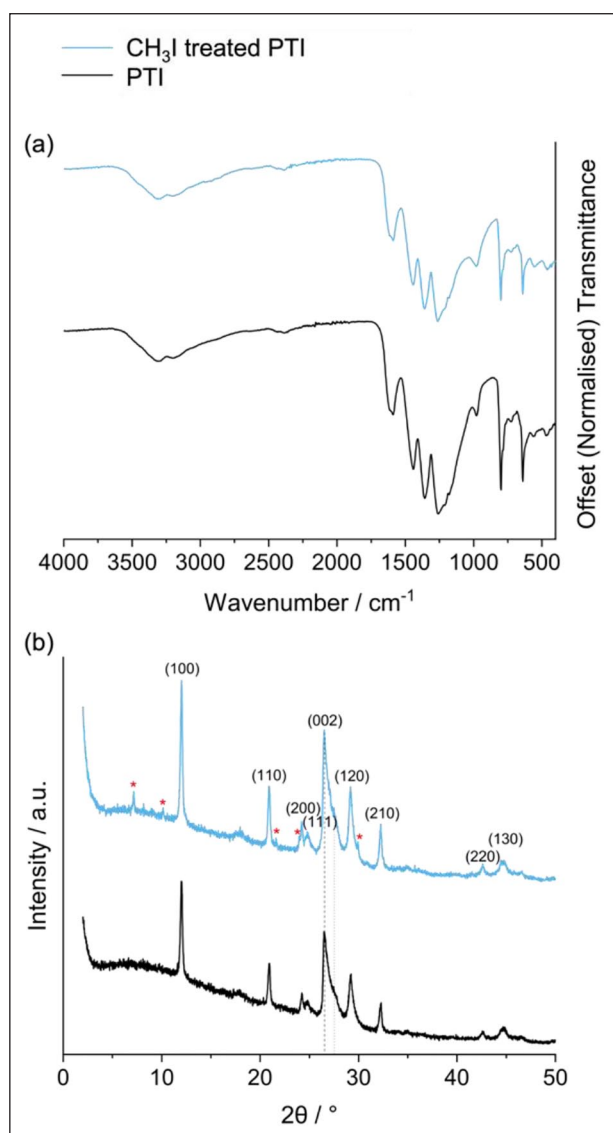 CH₃I treated PTI
PTI
(a)
Offset (Normalised) Transmittance
4000 3500 3000 2500 2000 1500 1000 500
Wavenumber / cm⁻¹
(b)
(100)
(002)
(110)
(200)
(111)
(120)
(210)
(220)
(130)
* * * * *
Intensity / a.u.
0 10 20 30 40 50
2θ / °